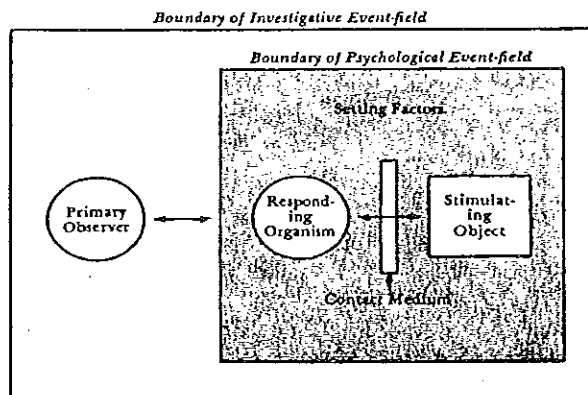 Boundary of Investigative Event-field
Boundary of Psychological Event-field
Setting Factors
Primary
Observer
Respond-
ing
Organism
Stimulat-
ing
Object
Contact Medium